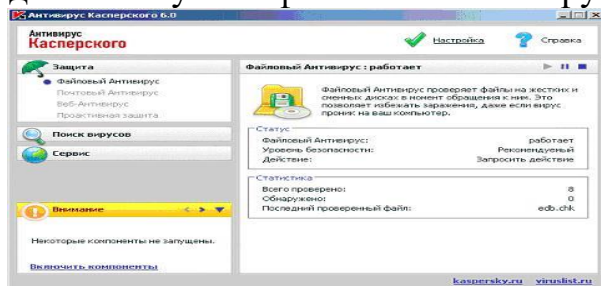 Антивирус Касперского 6.0
Антивирус
Касперского
Настройка
Справка
Защита
Файловый Антивирус
Почтовый Антивирус
Веб-Антивирус
Проактивная защита
Поиск вирусов
Сервис
Внимание
Некоторые компоненты не запущены.
Включить компоненты
Файловый Антивирус : работает
Файловый Антивирус проверяет файлы на жестких и
сменных дисках в момент обращения к ним. Это
позволяет избежать заражения, даже если вирус
проник на ваш компьютер.
Статус
Файловый Антивирус: работает
Уровень безопасности: Рекомендуемый
Действие: Запросить действие
Статистика
Всего проверено: 8
Обнаружено: 0
Последний проверенный файл: edb.chk
kaspersky.ru viruslist.ru